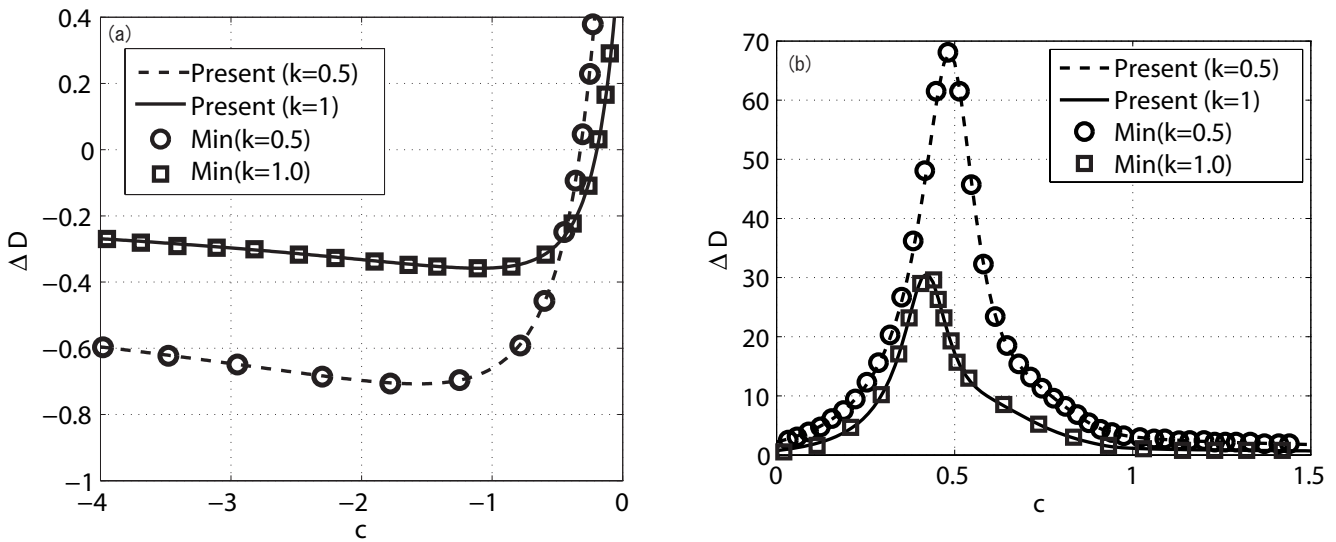 (a)
Present (k=0.5)
Present (k=1)
Min(k=0.5)
Min(k=1.0)
0.4
0.2
0
−0.2
−0.4
−0.6
−0.8
−1
Δ D
−4
−3
−2
−1
0
c
(b)
Present (k=0.5)
Present (k=1)
Min(k=0.5)
Min(k=1.0)
70
60
50
40
30
20
10
0
Δ D
0
0.5
1
1.5
c